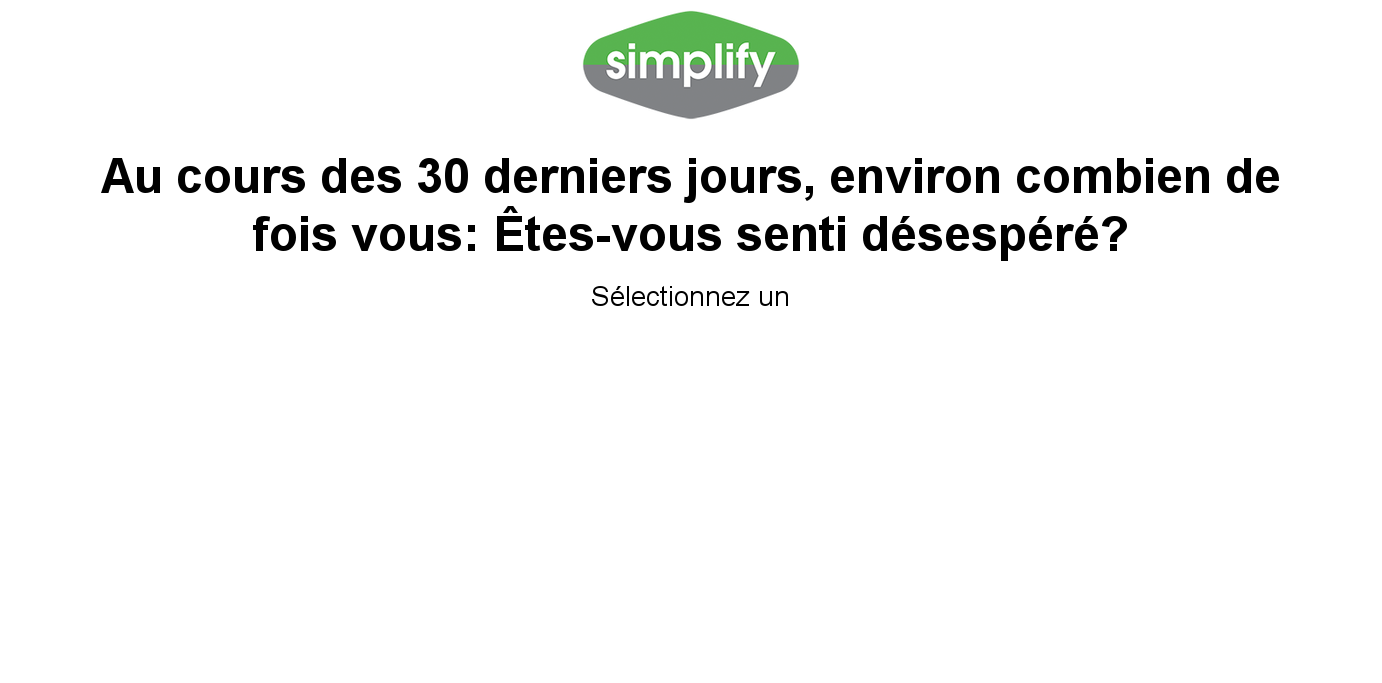 simplify
Au cours des 30 derniers jours, environ combien de
fois vous: Êtes-vous senti désespéré?
Sélectionnez un